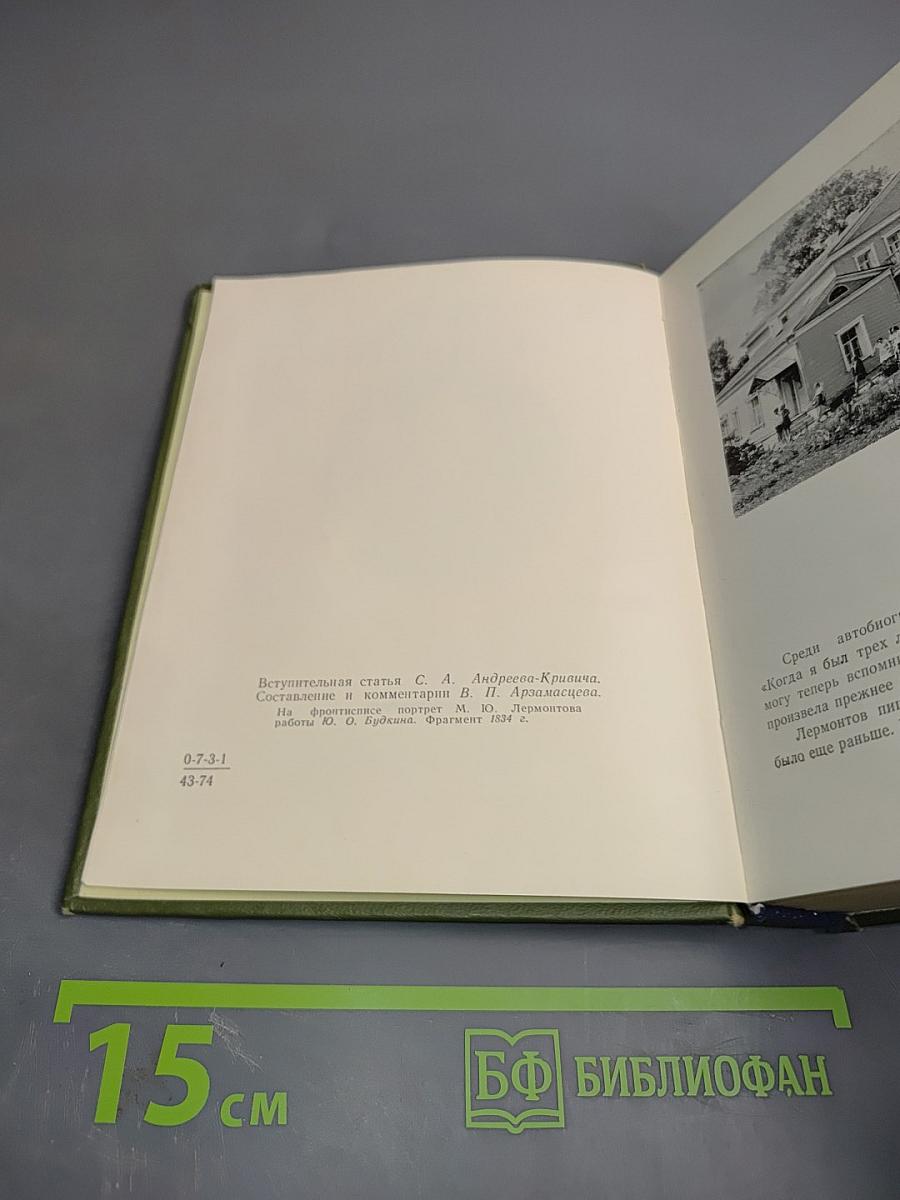 Вступительная статья С. А. Андреева-Кривича.
Составление и комментарии В. П. Арзамасцева.
На фронтисписе портрет М. Ю. Лермонтова
работы Ю. О. Будкина. Фрагмент 1834 г.
0-7-3-1
43-74
Среди
«Когда я был трех
могу теперь
произвела прежнее
Лермонтов
было еще раньше.
15 см
БФ БИБЛИОФАН